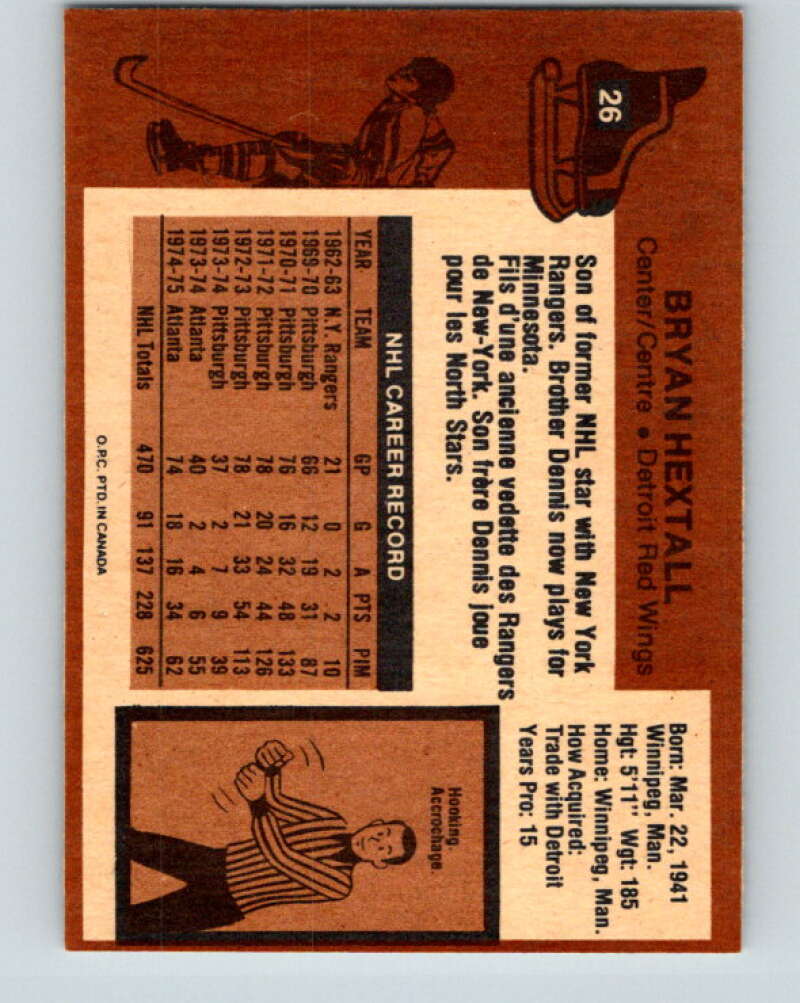 26
BRYAN HEXTALL
Center/Centre • Detroit Red Wings
Born: Mar. 22, 1941
Winnipeg, Man.
Hgt: 5'11" Wgt: 185
Home: Winnipeg, Man.
How Acquired:
Trade with Detroit
Years Pro: 15
Son of former NHL star with New York
Rangers. Brother Dennis now plays for
Minnesota.
Fils d'une ancienne vedette des Rangers
de New-York. Son frère Dennis joue
pour les North Stars.
NHL CAREER RECORD
YEAR TEAM GP G A PTS PIM
1962-63 N.Y. Rangers 21 0 2 2 10
1969-70 Pittsburgh 66 12 19 31 87
1970-71 Pittsburgh 76 16 32 48 133
1971-72 Pittsburgh 78 20 24 44 126
1972-73 Pittsburgh 78 21 33 54 113
1973-74 Pittsburgh 37 2 7 9 39
1973-74 Atlanta 40 2 4 6 55
1974-75 Atlanta 74 18 16 34 62
NHL Totals 470 91 137 228 625
Hooking.
Accrochage.
O.P.C. PTD. IN CANADA